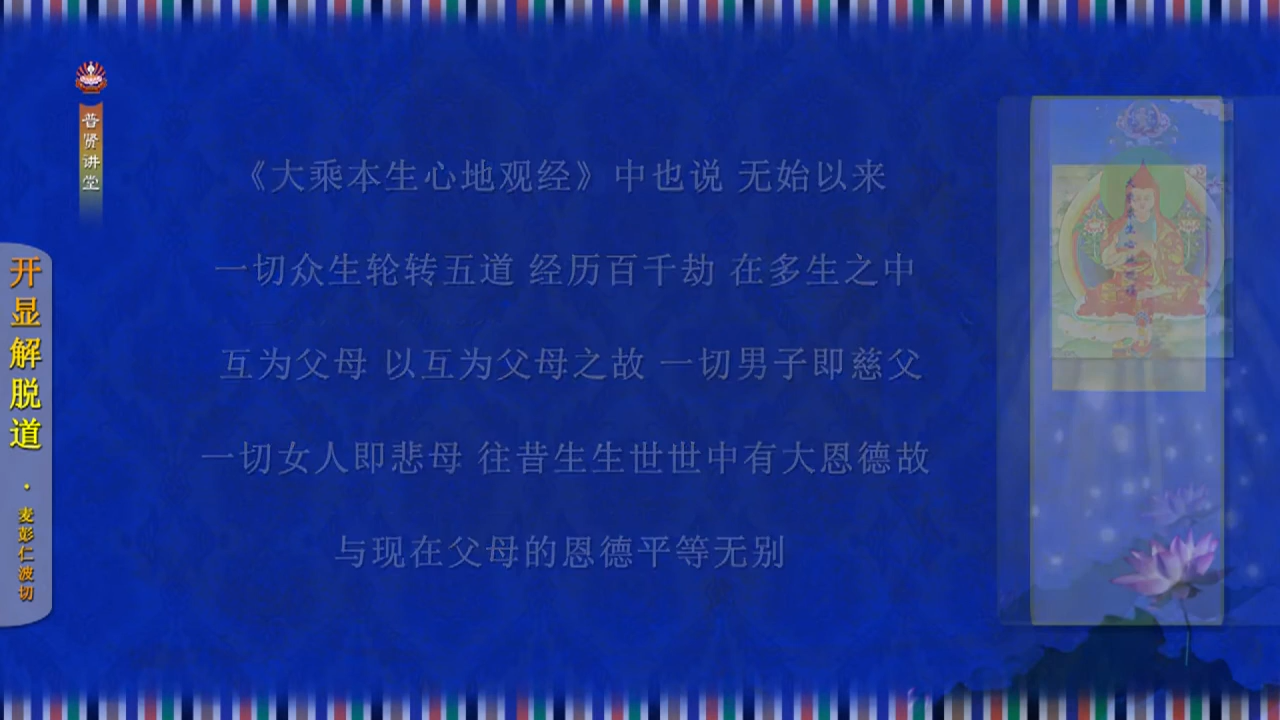 普贤讲堂
开显解脱道·麦彭仁波切
《大乘本生心地观经》中也说 无始以来
一切众生轮转五道 经历百千劫 在多生之中
互为父母 以互为父母之故 一切男子即慈父
一切女人即悲母 往昔生生世世中有大恩德故
与现在父母的恩德平等无别